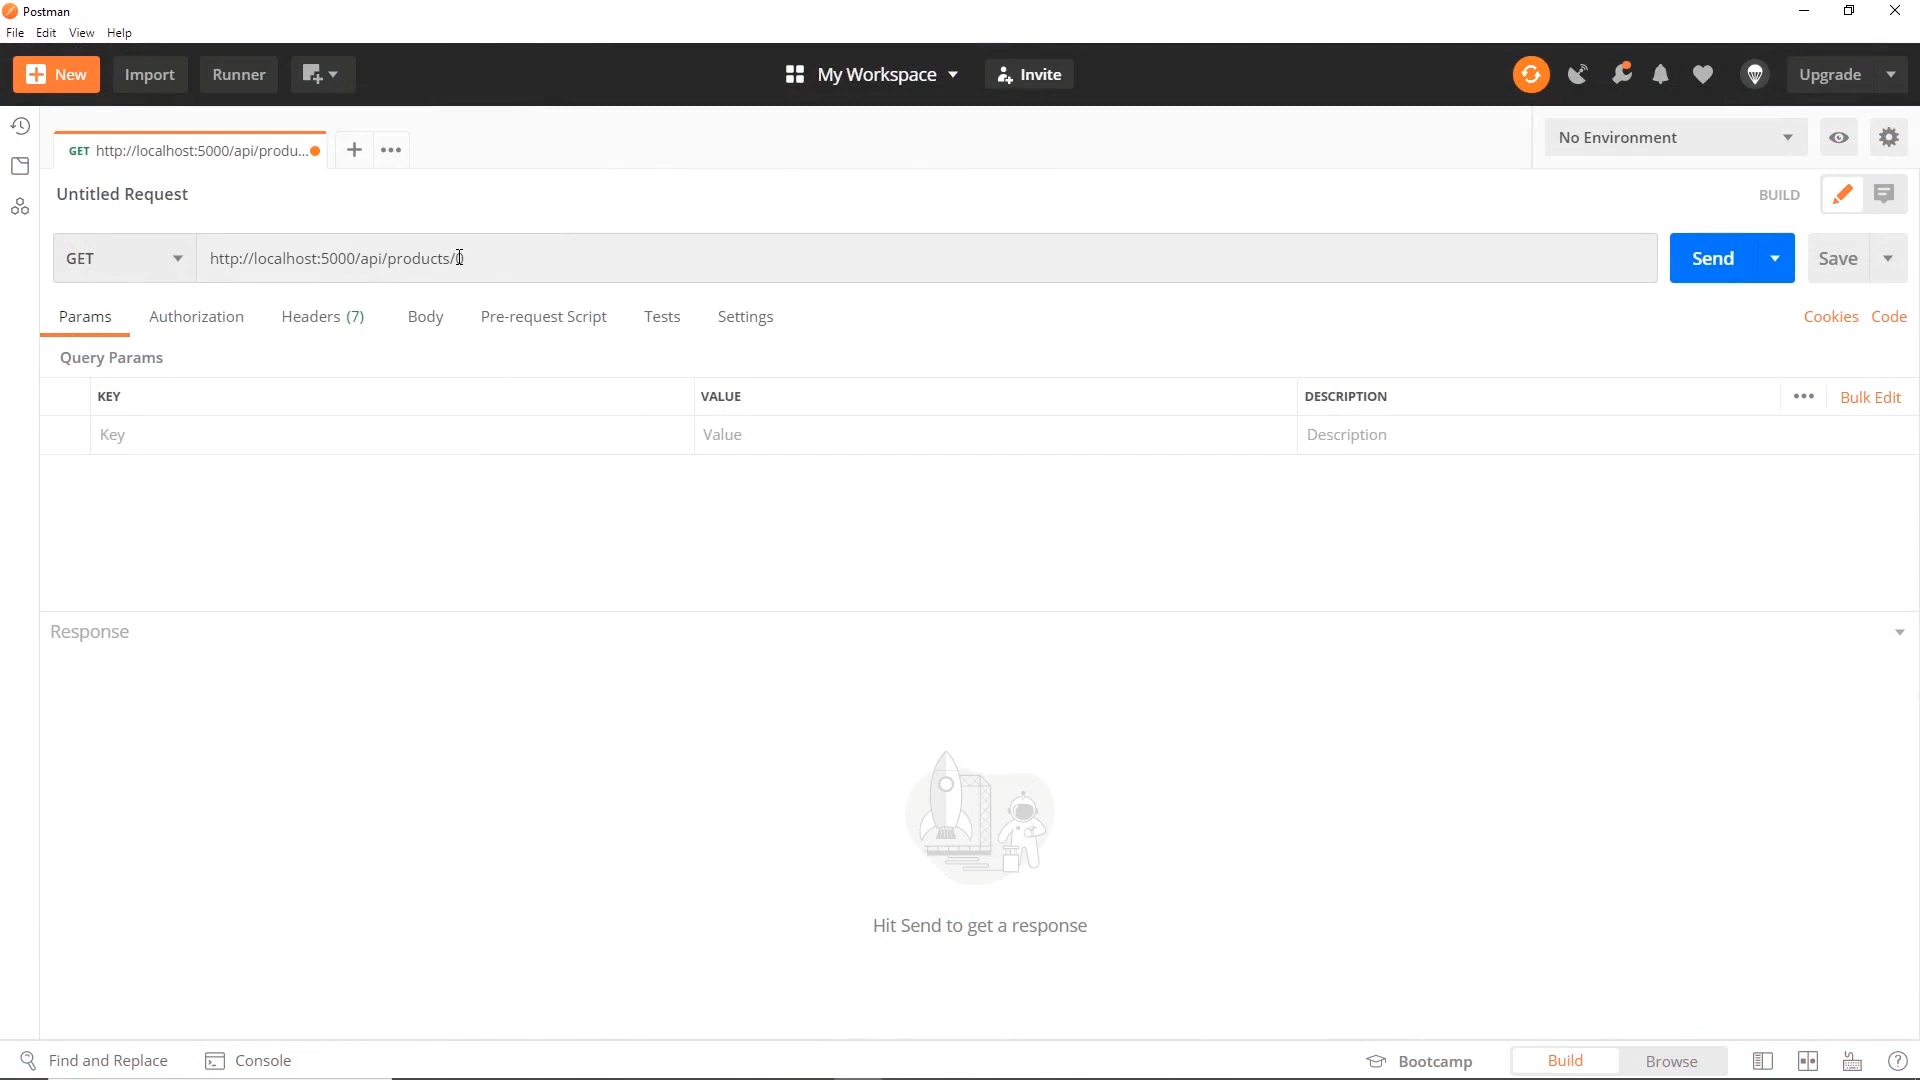 Postman
File Edit View Help
New Import Runner My Workspace Invite Upgrade
GET http://localhost:5000/api/produ... No Environment
Untitled Request BUILD
GET http://localhost:5000/api/products/ Send Save
Params Authorization Headers (7) Body Pre-request Script Tests Settings Cookies Code
Query Params
KEY VALUE DESCRIPTION Bulk Edit
Key Value Description
Response
Hit Send to get a response
Find and Replace Console Bootcamp Build Browse